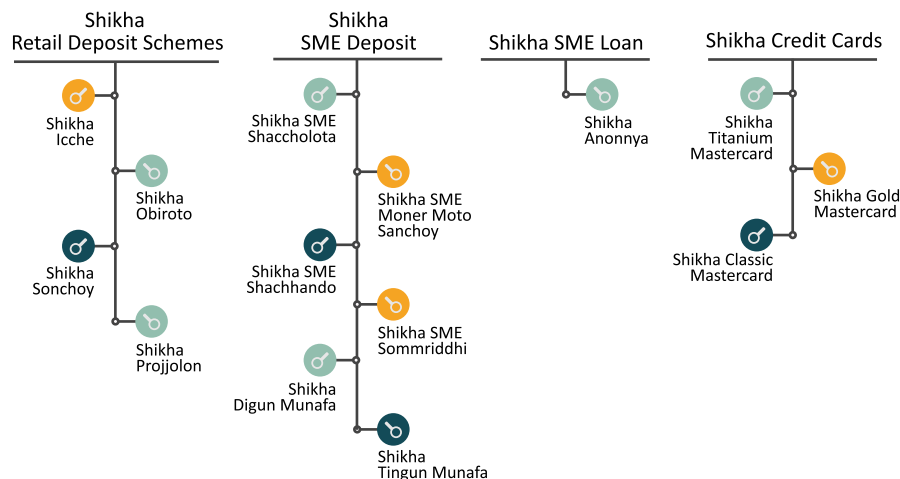 Shikha
Retail Deposit Schemes
Shikha
Icche
Shikha
Obiroto
Shikha
Sonchoy
Shikha
Projjolon
Shikha
SME Deposit
Shikha SME
Shaccholota
Shikha SME
Moner Moto
Sanchoy
Shikha SME
Shachhando
Shikha SME
Sommriddhi
Shikha
Digun Munafa
Shikha
Tingun Munafa
Shikha SME Loan
Shikha
Anonnya
Shikha Credit Cards
Shikha
Titanium
Mastercard
Shikha Gold
Mastercard
Shikha Classic
Mastercard